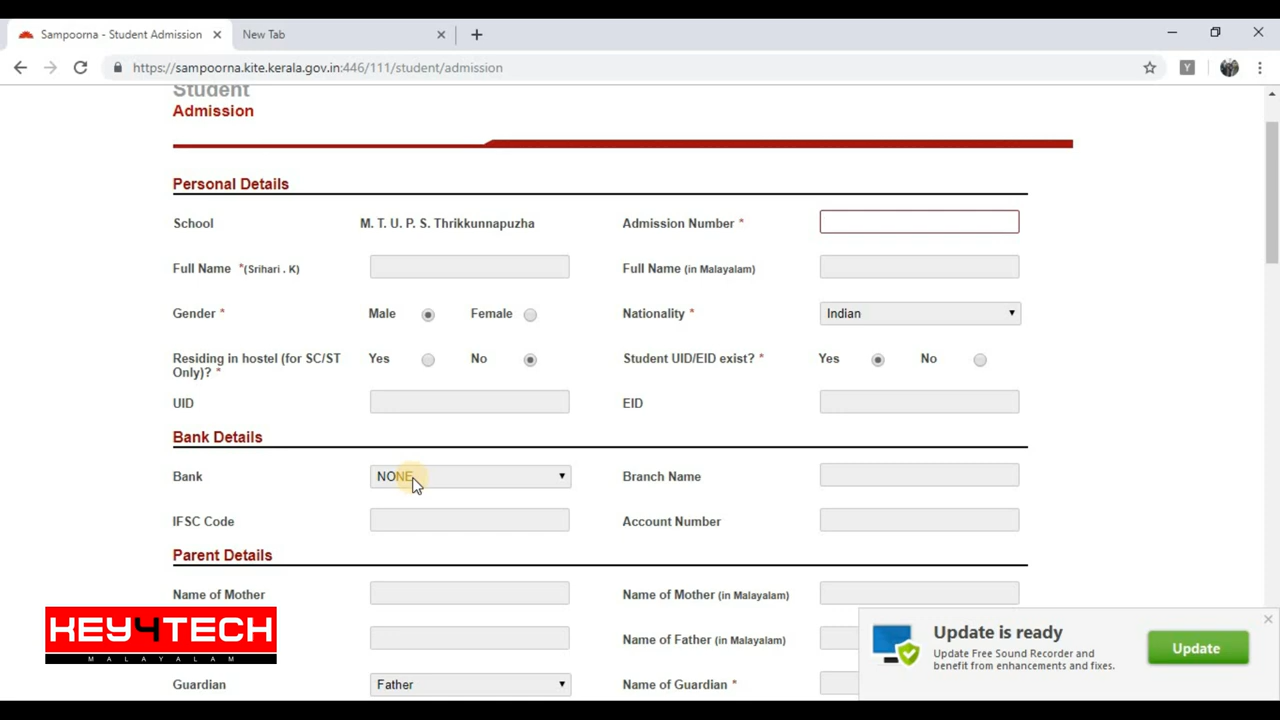 Sampoorna - Student Admission
New Tab
https://sampoorna.kite.kerala.gov.in:446/111/student/admission
Y
Student
Admission
Personal Details
School M. T. U. P. S. Thrikkunnapuzha Admission Number *
Full Name *(Srihari . K) Full Name (in Malayalam)
Gender * Male Female Nationality * Indian
Residing in hostel (for SC/ST Yes No Student UID/EID exist? * Yes No
Only)? *
UID EID
Bank Details
Bank NONE Branch Name
IFSC Code Account Number
Parent Details
Name of Mother Name of Mother (in Malayalam)
Name of Father (in Malayalam)
Guardian Father Name of Guardian *
KEY4TECH
MALAYALAM
Update is ready
Update Free Sound Recorder and
benefit from enhancements and fixes.
Update